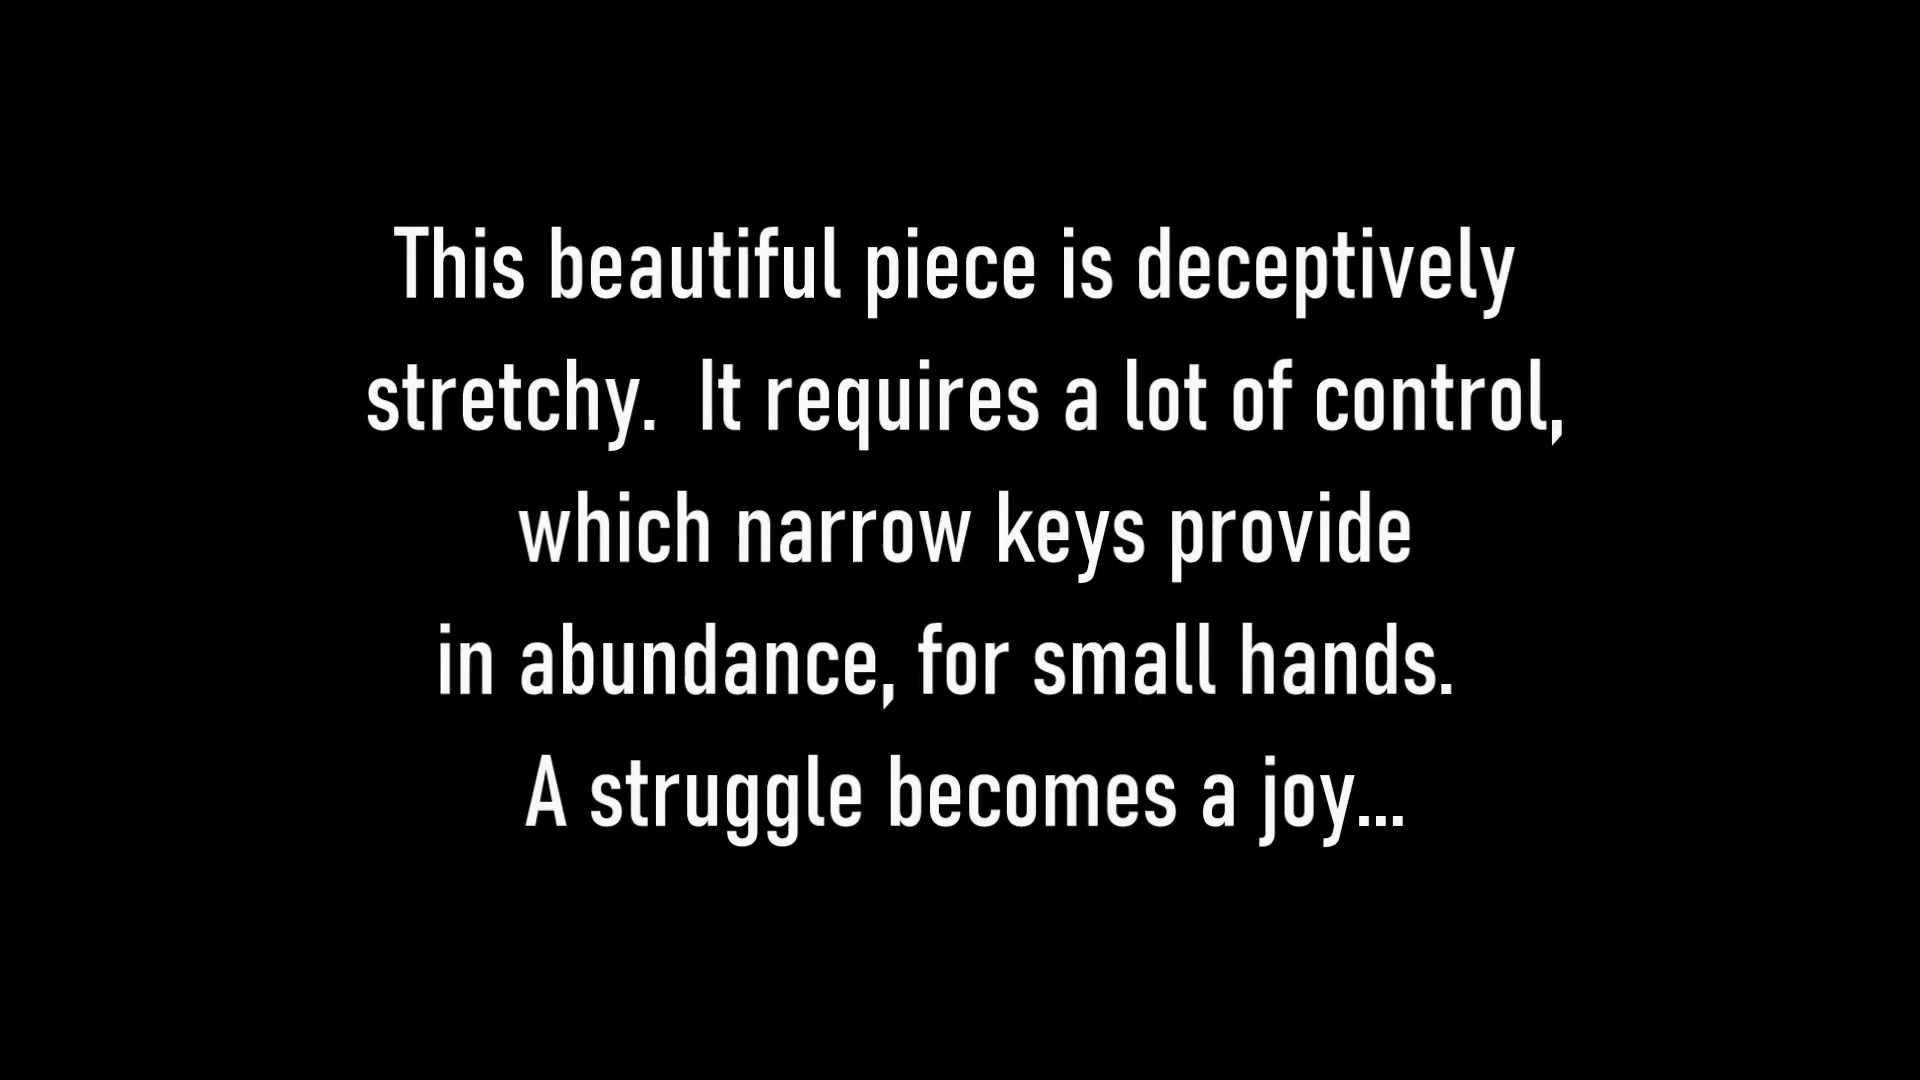 This beautiful piece is deceptively
stretchy.  It requires a lot of control,
which narrow keys provide
in abundance, for small hands.
A struggle becomes a joy...